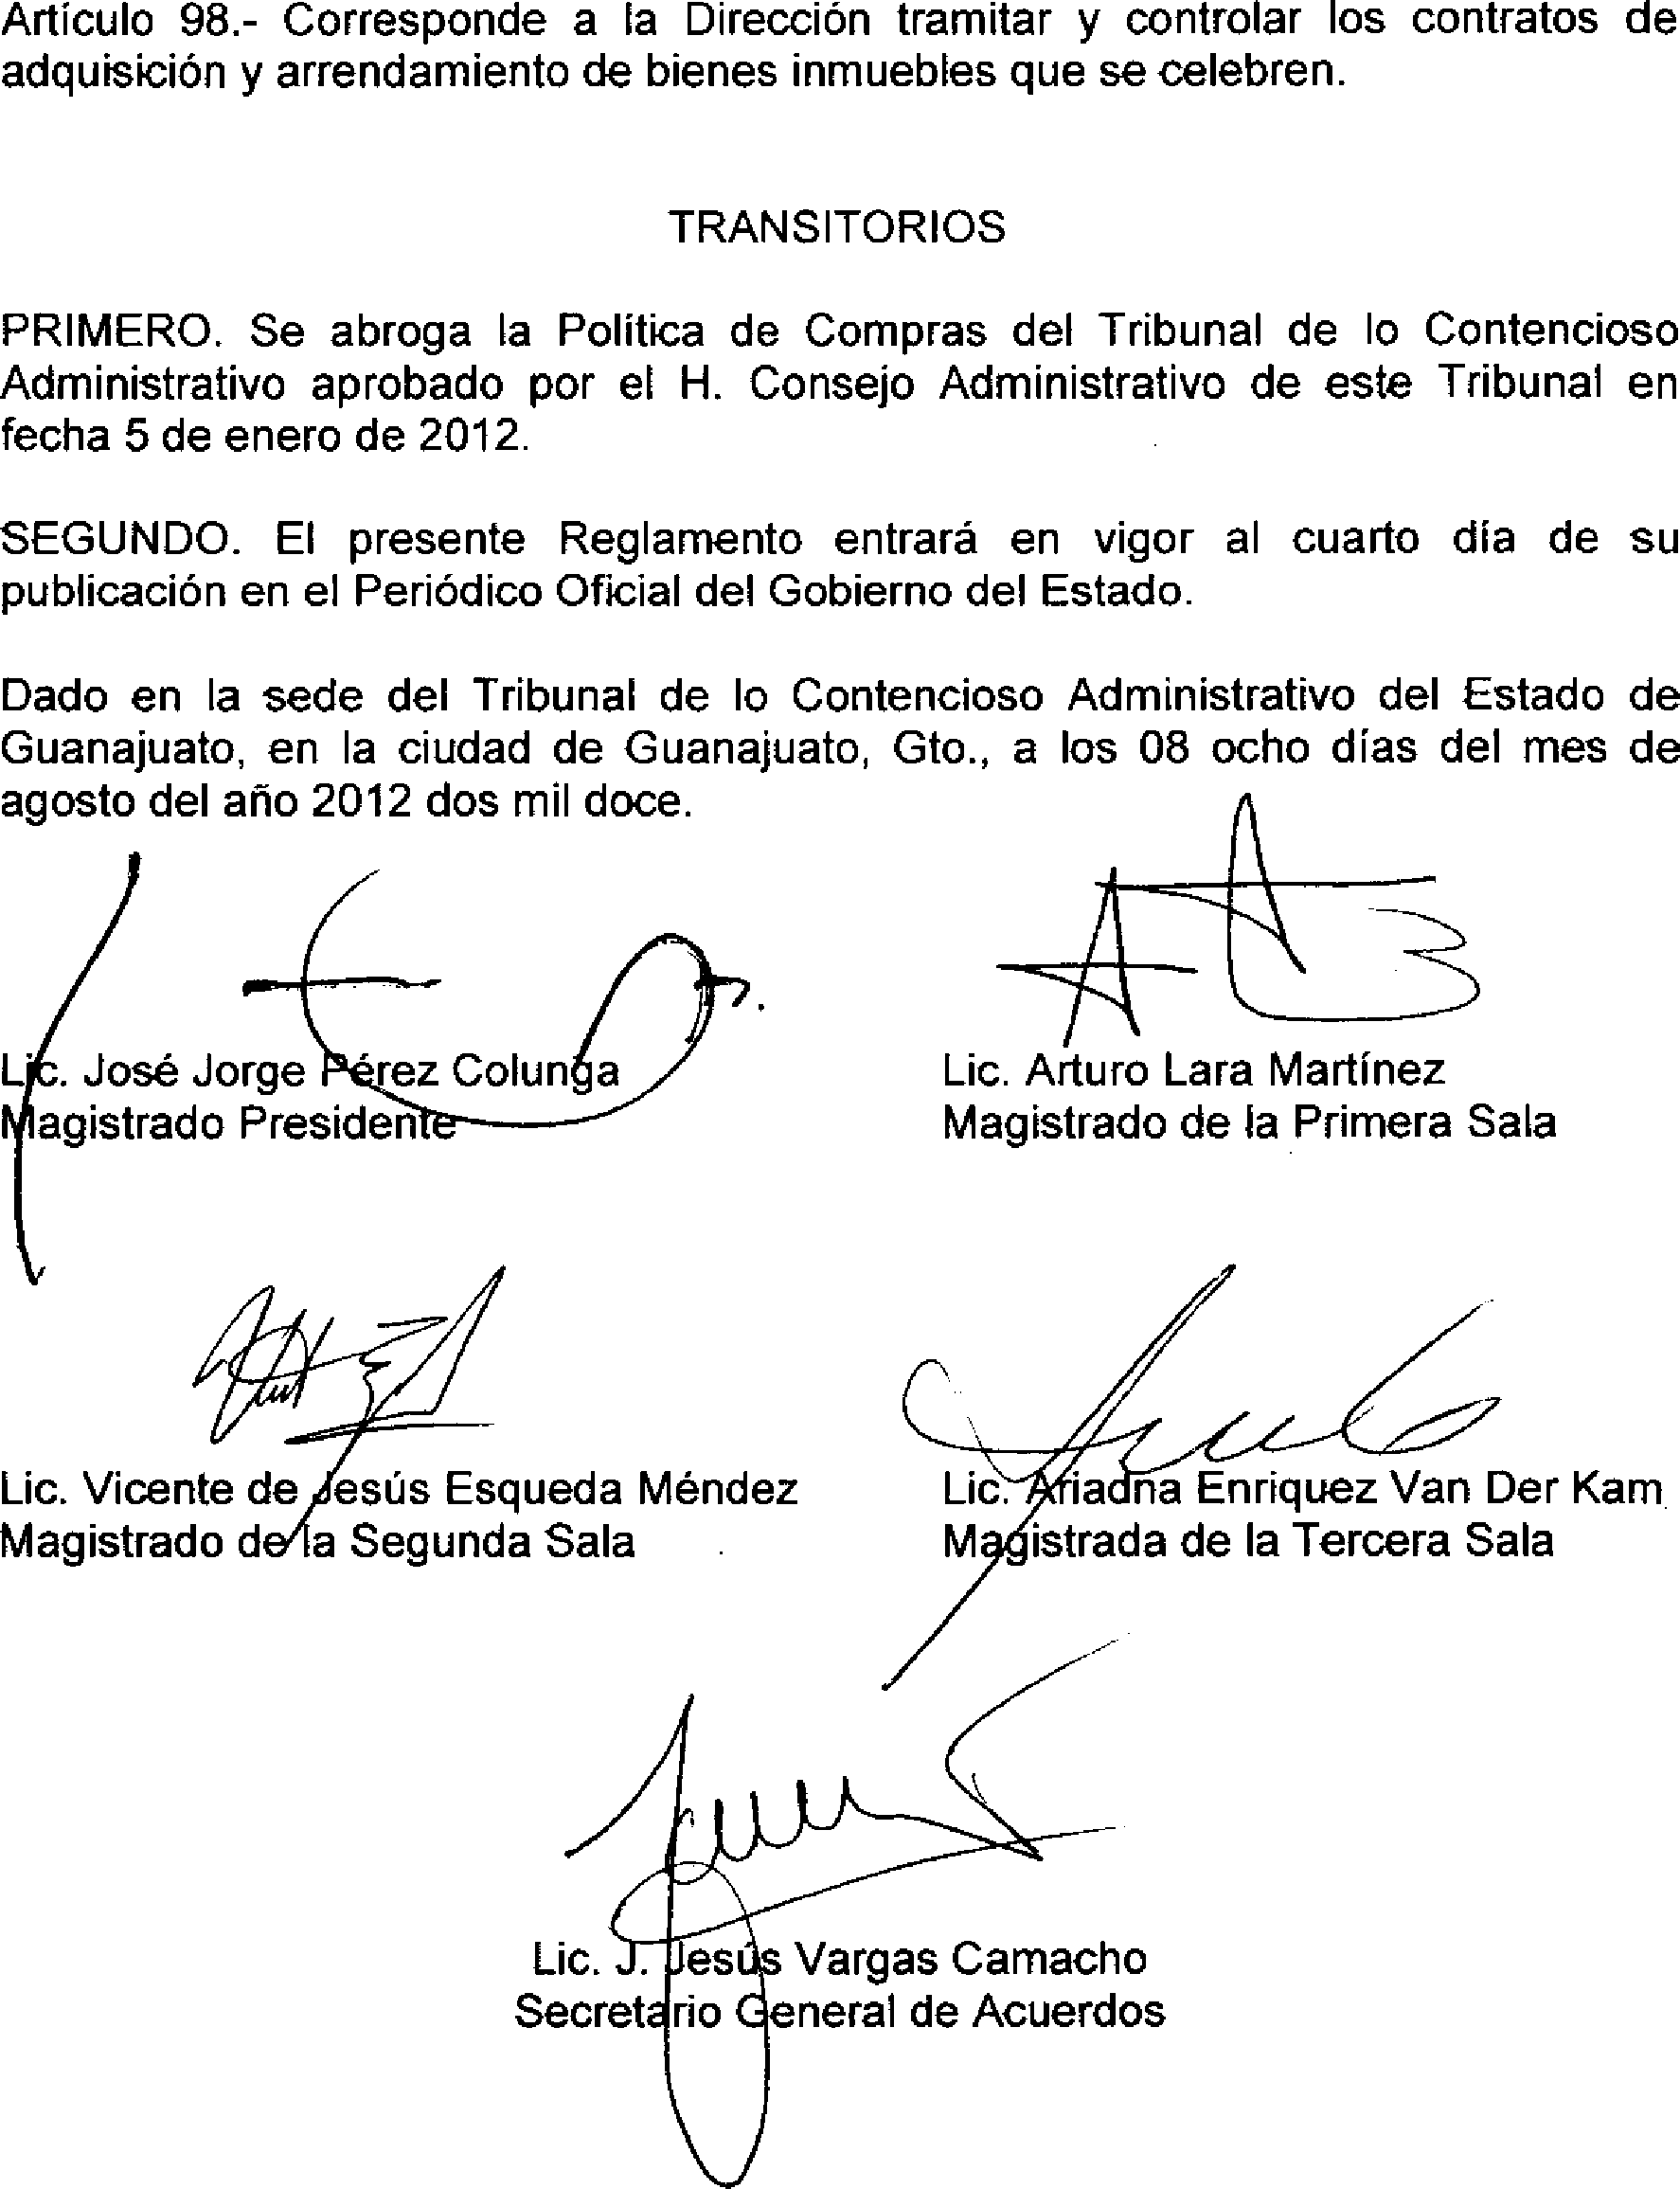 Artículo 98.- Corresponde a la Dirección tramitar y controlar los contratos de
adquisición y arrendamiento de bienes inmuebles que se celebren.
TRANSITORIOS
PRIMERO. Se abroga la Política de Compras del Tribunal de lo Contencioso
Administrativo aprobado por el H. Consejo Administrativo de este Tribunal en
fecha 5 de enero de 2012.
SEGUNDO. El presente Reglamento entrará en vigor al cuarto día de su
publicación en el Periódico Oficial del Gobierno del Estado.
Dado en la sede del Tribunal de lo Contencioso Administrativo del Estado de
Guanajuato, en la ciudad de Guanajuato, Gto., a los 08 ocho días del mes de
agosto del año 2012 dos mil doce.
Lic. José Jorge Pérez Colunga
Magistrado Presidente
Lic. Arturo Lara Martínez
Magistrado de la Primera Sala
Lic. Vicente de Jesús Esqueda Méndez
Magistrado de la Segunda Sala
Lic. Ariadna Enriquez Van Der Kam
Magistrada de la Tercera Sala
Lic. J. Jesús Vargas Camacho
Secretario General de Acuerdos